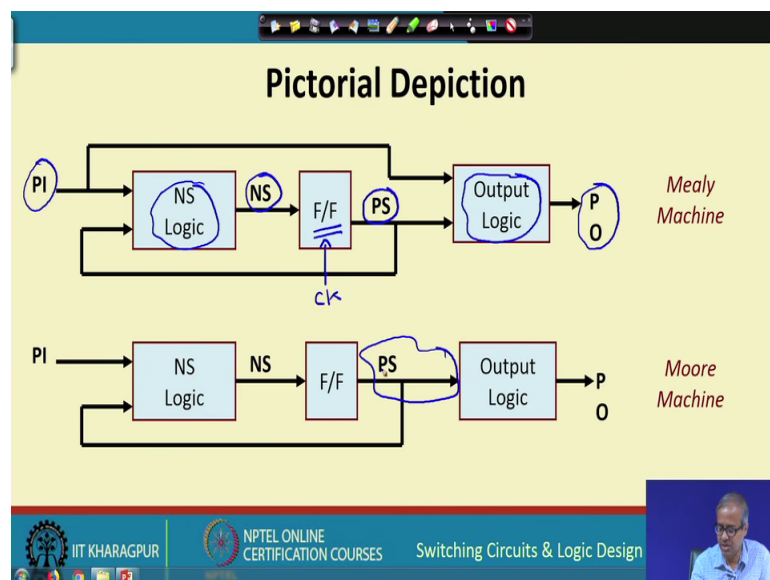 Pictorial Depiction
PI
NS
Logic
NS
F/F
PS
Output
Logic
P
O
Mealy
Machine
CK
PI
NS
Logic
NS
F/F
PS
Output
Logic
P
O
Moore
Machine
IIT KHARAGPUR
NPTEL ONLINE
CERTIFICATION COURSES
Switching Circuits & Logic Design